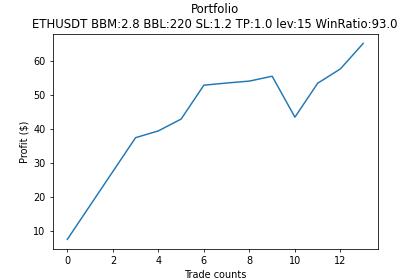 Portfolio
ETHUSDT BBM:2.8 BBL:220 SL:1.2 TP:1.0 lev:15 WinRatio:93.0
60
50
40
30
20
10
Profit ($)
0 2 4 6 8 10 12
Trade counts